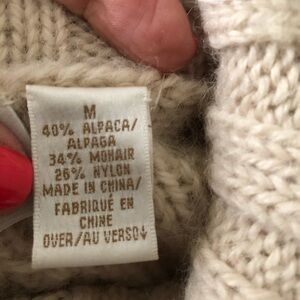 M
40% ALPACA/
ALPAGA
34% MOHAIR
26% NYLON
MADE IN CHINA/
FABRIQUÉ EN
CHINE
OVER/AU VERSO↓